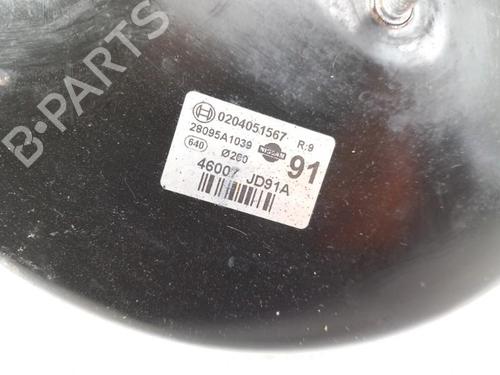 B-PARTS
0204051567 R:9
28095A1039 NISSAN 91
640 Ø260
46007 JD91A